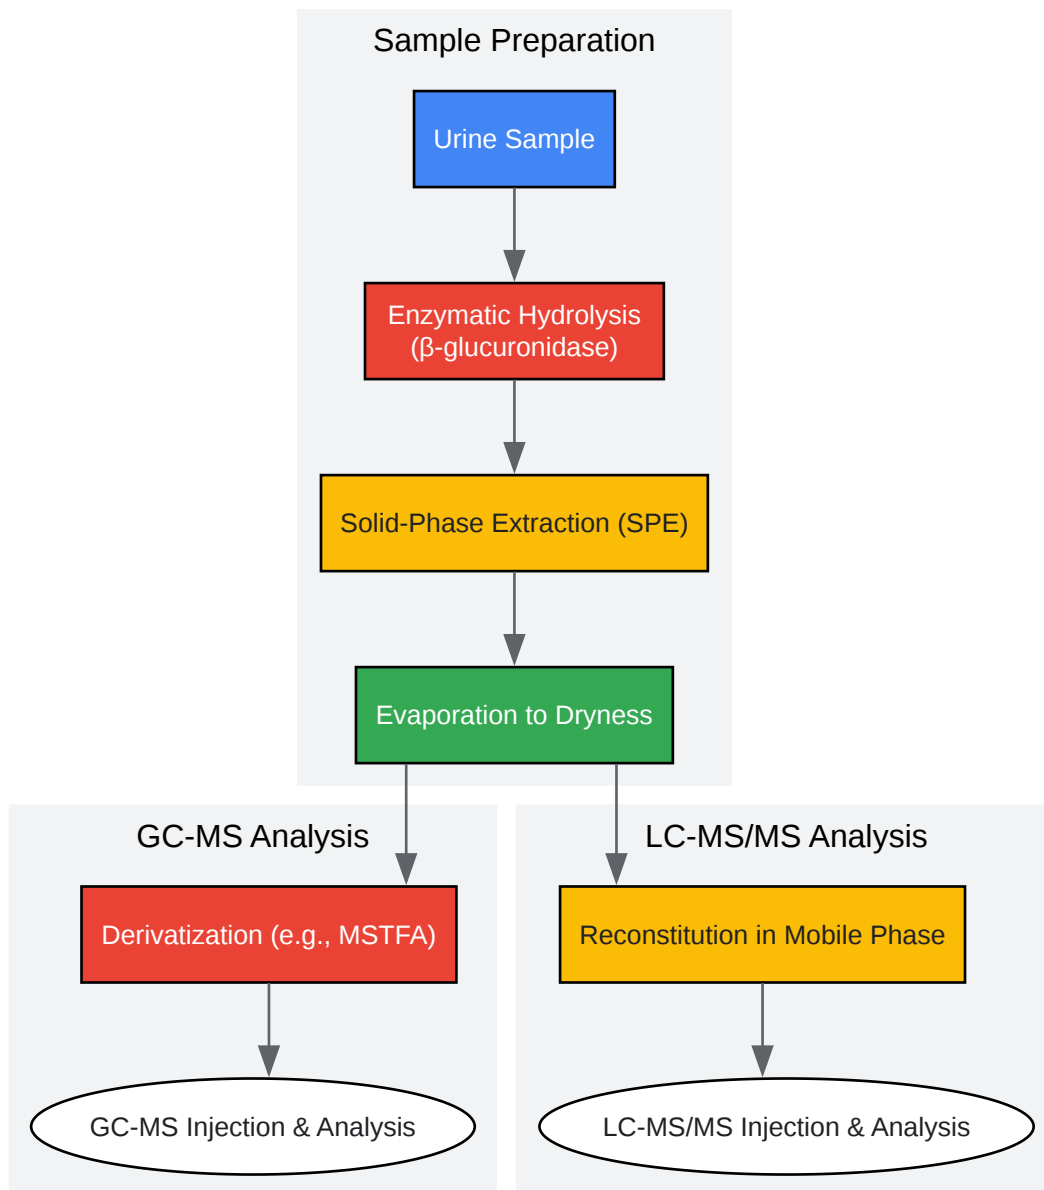 Sample Preparation
Urine Sample
Enzymatic Hydrolysis
(β-glucuronidase)
Solid-Phase Extraction (SPE)
Evaporation to Dryness
GC-MS Analysis
Derivatization (e.g., MSTFA)
GC-MS Injection & Analysis
LC-MS/MS Analysis
Reconstitution in Mobile Phase
LC-MS/MS Injection & Analysis